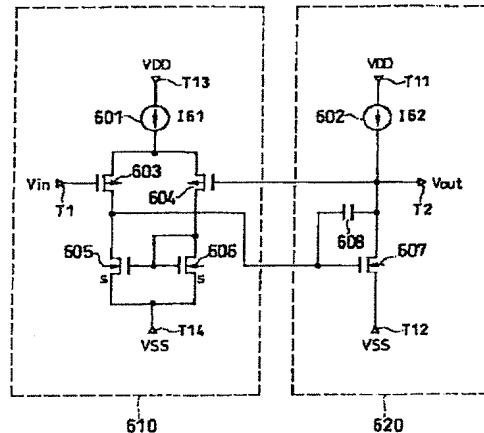 VDD
T13
601
I61
VDD
T11
602
I62
Vin
T1
603
604
Vout
T2
608
605
606
607
S
S
T14
VSS
T12
VSS
610
620